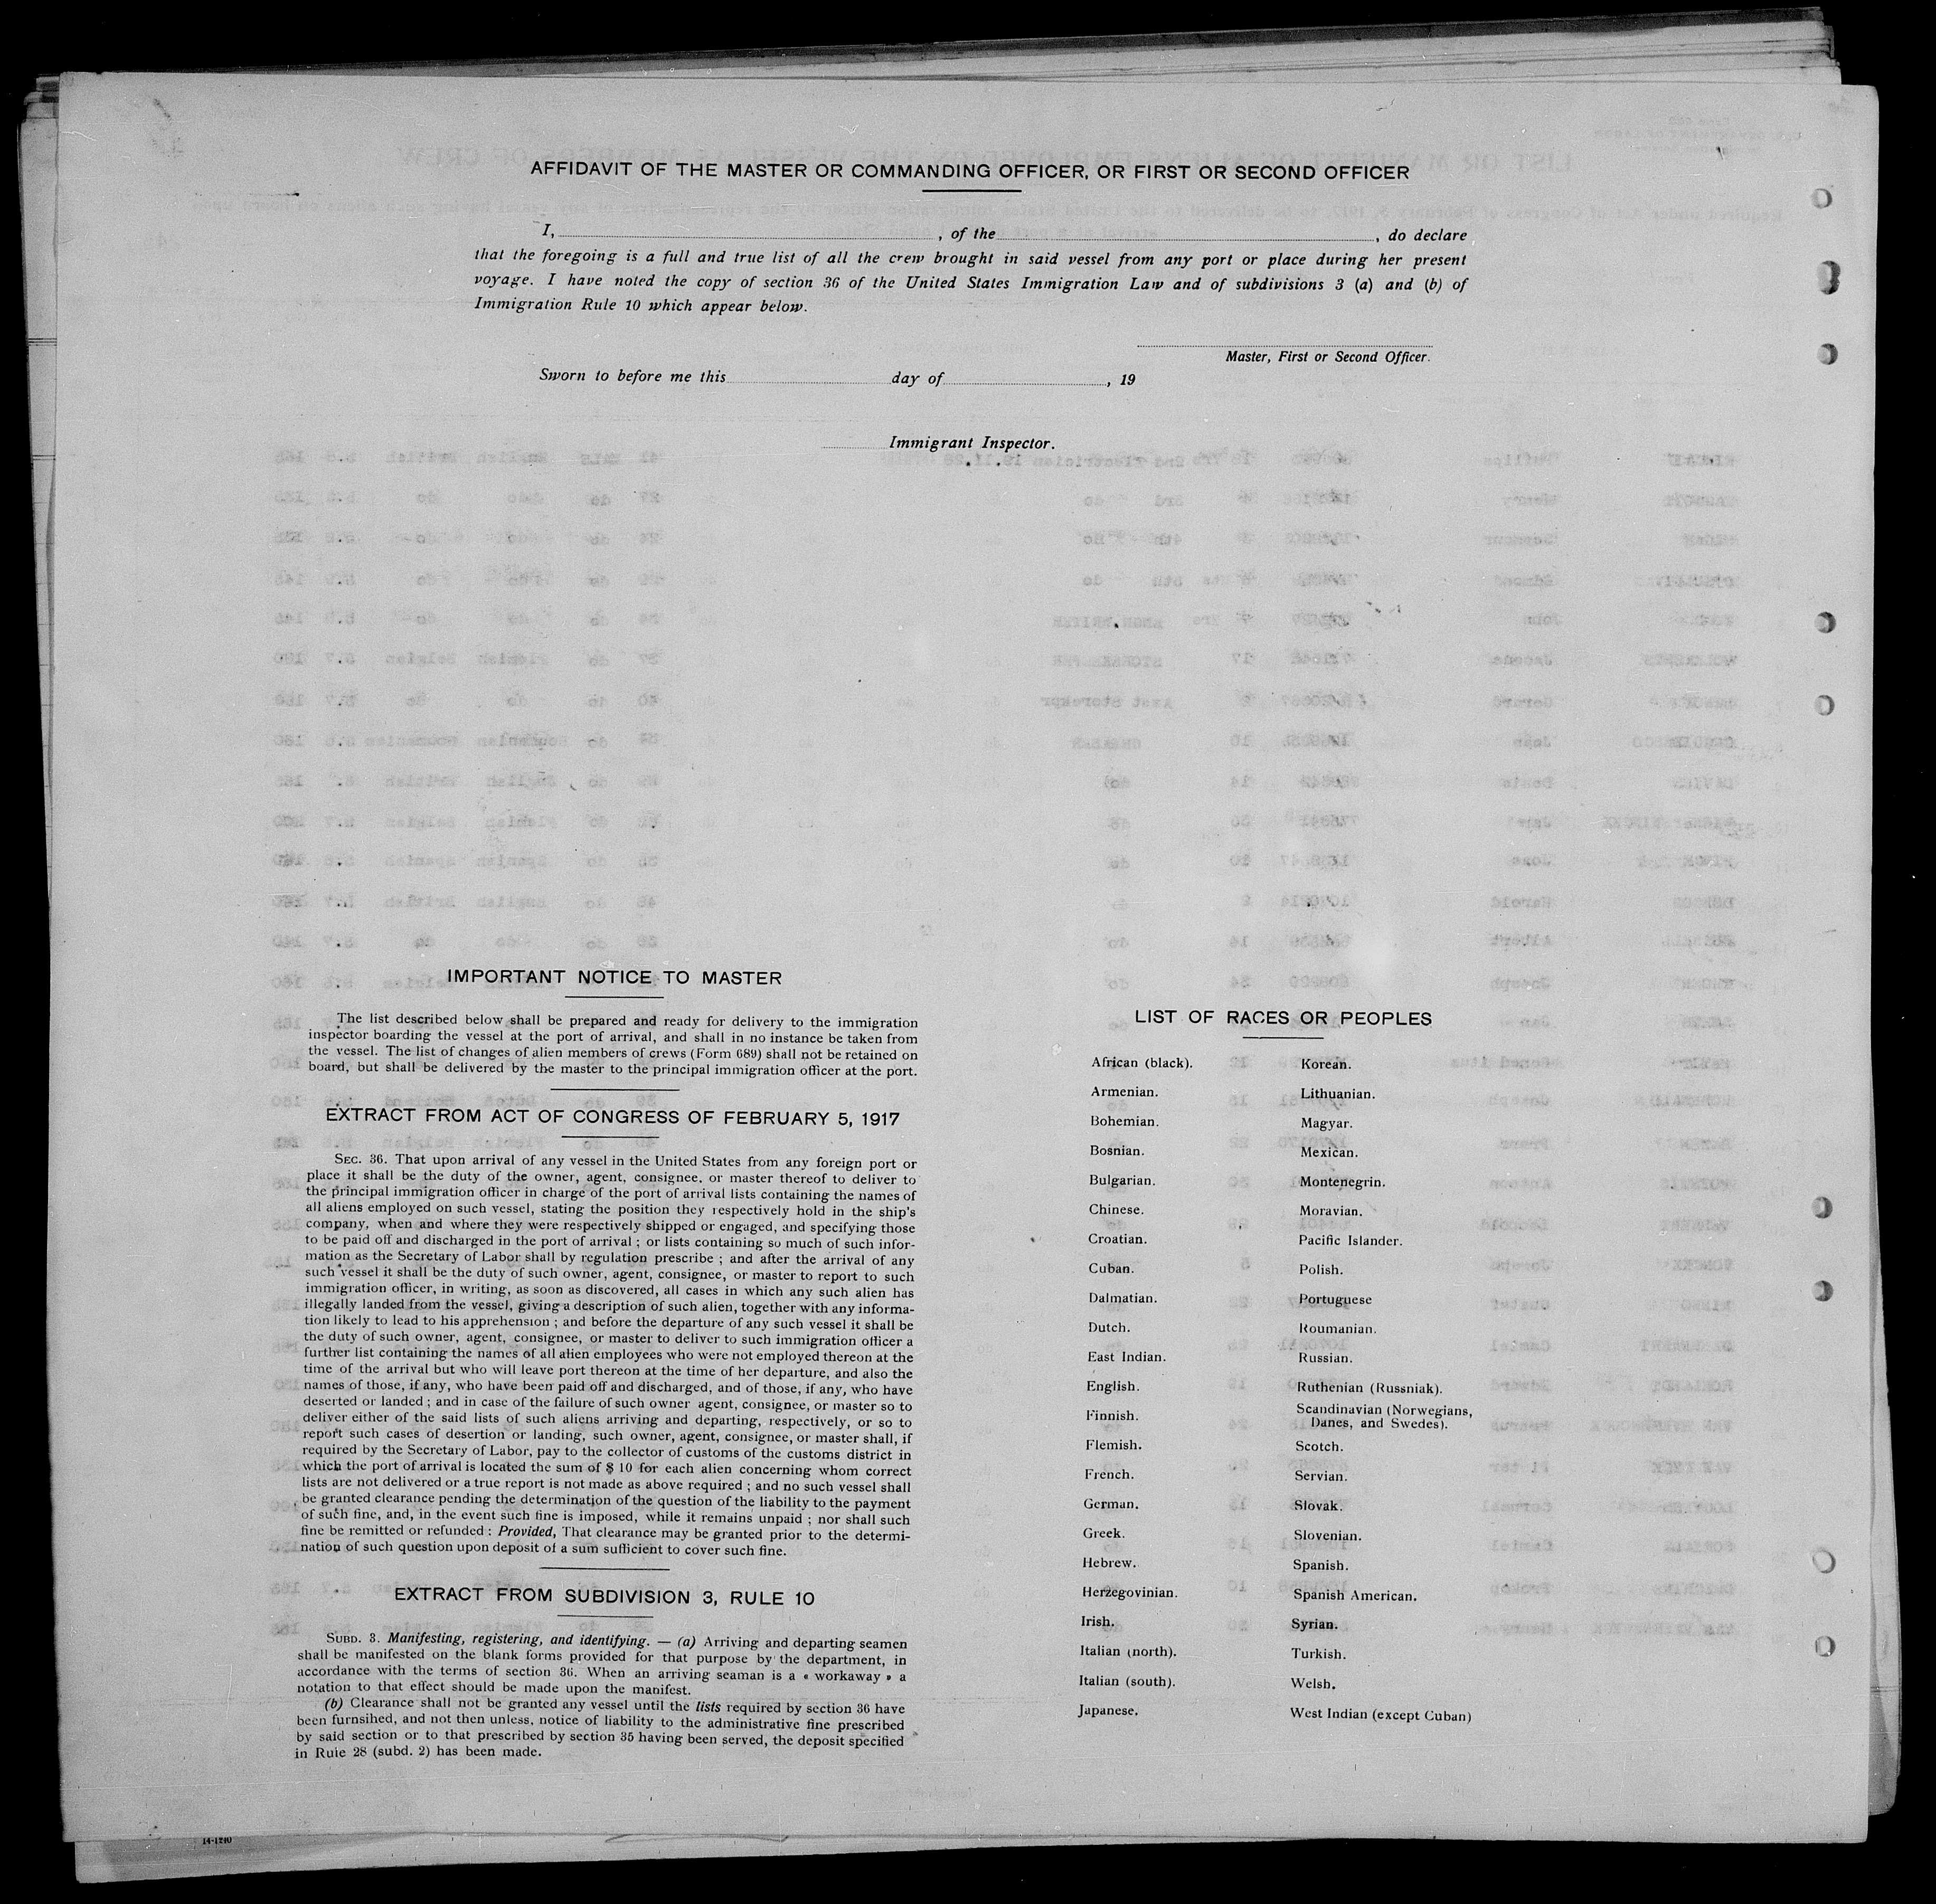 AFFIDAVIT OF THE MASTER OR COMMANDING OFFICER, OR FIRST OR SECOND OFFICER
I, , of the , do declare
that the foregoing is a full and true list of all the crew brought in said vessel from any port or place during her present
voyage. I have noted the copy of section 36 of the United States Immigration Law and of subdivisions 3 (a) and (b) of
Immigration Rule 10 which appear below.
Master, First or Second Officer.
Sworn to before me this day of , 19
Immigrant Inspector.
IMPORTANT NOTICE TO MASTER
The list described below shall be prepared and ready for delivery to the immigration
inspector boarding the vessel at the port of arrival, and shall in no instance be taken from
the vessel. The list of changes of alien members of crews (Form 689) shall not be retained on
board, but shall be delivered by the master to the principal immigration officer at the port.
EXTRACT FROM ACT OF CONGRESS OF FEBRUARY 5, 1917
SEC. 36. That upon arrival of any vessel in the United States from any foreign port or
place it shall be the duty of the owner, agent, consignee, or master thereof to deliver to
the principal immigration officer in charge of the port of arrival lists containing the names of
all aliens employed on such vessel, stating the position they respectively hold in the ship's
company, when and where they were respectively shipped or engaged, and specifying those
to be paid off and discharged in the port of arrival ; or lists containing so much of such infor-
mation as the Secretary of Labor shall by regulation prescribe ; and after the arrival of any
such vessel it shall be the duty of such owner, agent, consignee, or master to report to such
immigration officer, in writing, as soon as discovered, all cases in which any such alien has
illegally landed from the vessel, giving a description of such alien, together with any informa-
tion likely to lead to his apprehension ; and before the departure of any such vessel it shall be
the duty of such owner, agent, consignee, or master to deliver to such immigration officer a
further list containing the names of all alien employees who were not employed thereon at the
time of the arrival but who will leave port thereon at the time of her departure, and also the
names of those, if any, who have been paid off and discharged, and of those, if any, who have
deserted or landed ; and in case of the failure of such owner agent, consignee, or master so to
deliver either of the said lists of such aliens arriving and departing, respectively, or so to
report such cases of desertion or landing, such owner, agent, consignee, or master shall, if
required by the Secretary of Labor, pay to the collector of customs of the customs district in
which the port of arrival is located the sum of $ 10 for each alien concerning whom correct
lists are not delivered or a true report is not made as above required ; and no such vessel shall
be granted clearance pending the determination of the question of the liability to the payment
of such fine, and, in the event such fine is imposed, while it remains unpaid ; nor shall such
fine be remitted or refunded : Provided, That clearance may be granted prior to the determi-
nation of such question upon deposit of a sum sufficient to cover such fine.
EXTRACT FROM SUBDIVISION 3, RULE 10
SUBD. 3. Manifesting, registering, and identifying. — (a) Arriving and departing seamen
shall be manifested on the blank forms provided for that purpose by the department, in
accordance with the terms of section 36. When an arriving seaman is a « workaway » a
notation to that effect should be made upon the manifest.
(b) Clearance shall not be granted any vessel until the lists required by section 36 have
been furnsihed, and not then unless, notice of liability to the administrative fine prescribed
by said section or to that prescribed by section 35 having been served, the deposit specified
in Rule 28 (subd. 2) has been made.
LIST OF RACES OR PEOPLES
African (black).
Armenian.
Bohemian.
Bosnian.
Bulgarian.
Chinese.
Croatian.
Cuban.
Dalmatian.
Dutch.
East Indian.
English.
Finnish.
Flemish.
French.
German.
Greek.
Hebrew.
Herzegovinian.
Irish.
Italian (north).
Italian (south).
Japanese.
Korean.
Lithuanian.
Magyar.
Mexican.
Montenegrin.
Moravian.
Pacific Islander.
Polish.
Portuguese
Roumanian.
Russian.
Ruthenian (Russniak).
Scandinavian (Norwegians,
Danes, and Swedes).
Scotch.
Servian.
Slovak.
Slovenian.
Spanish.
Spanish American.
Syrian.
Turkish.
Welsh.
West Indian (except Cuban)
14-1240